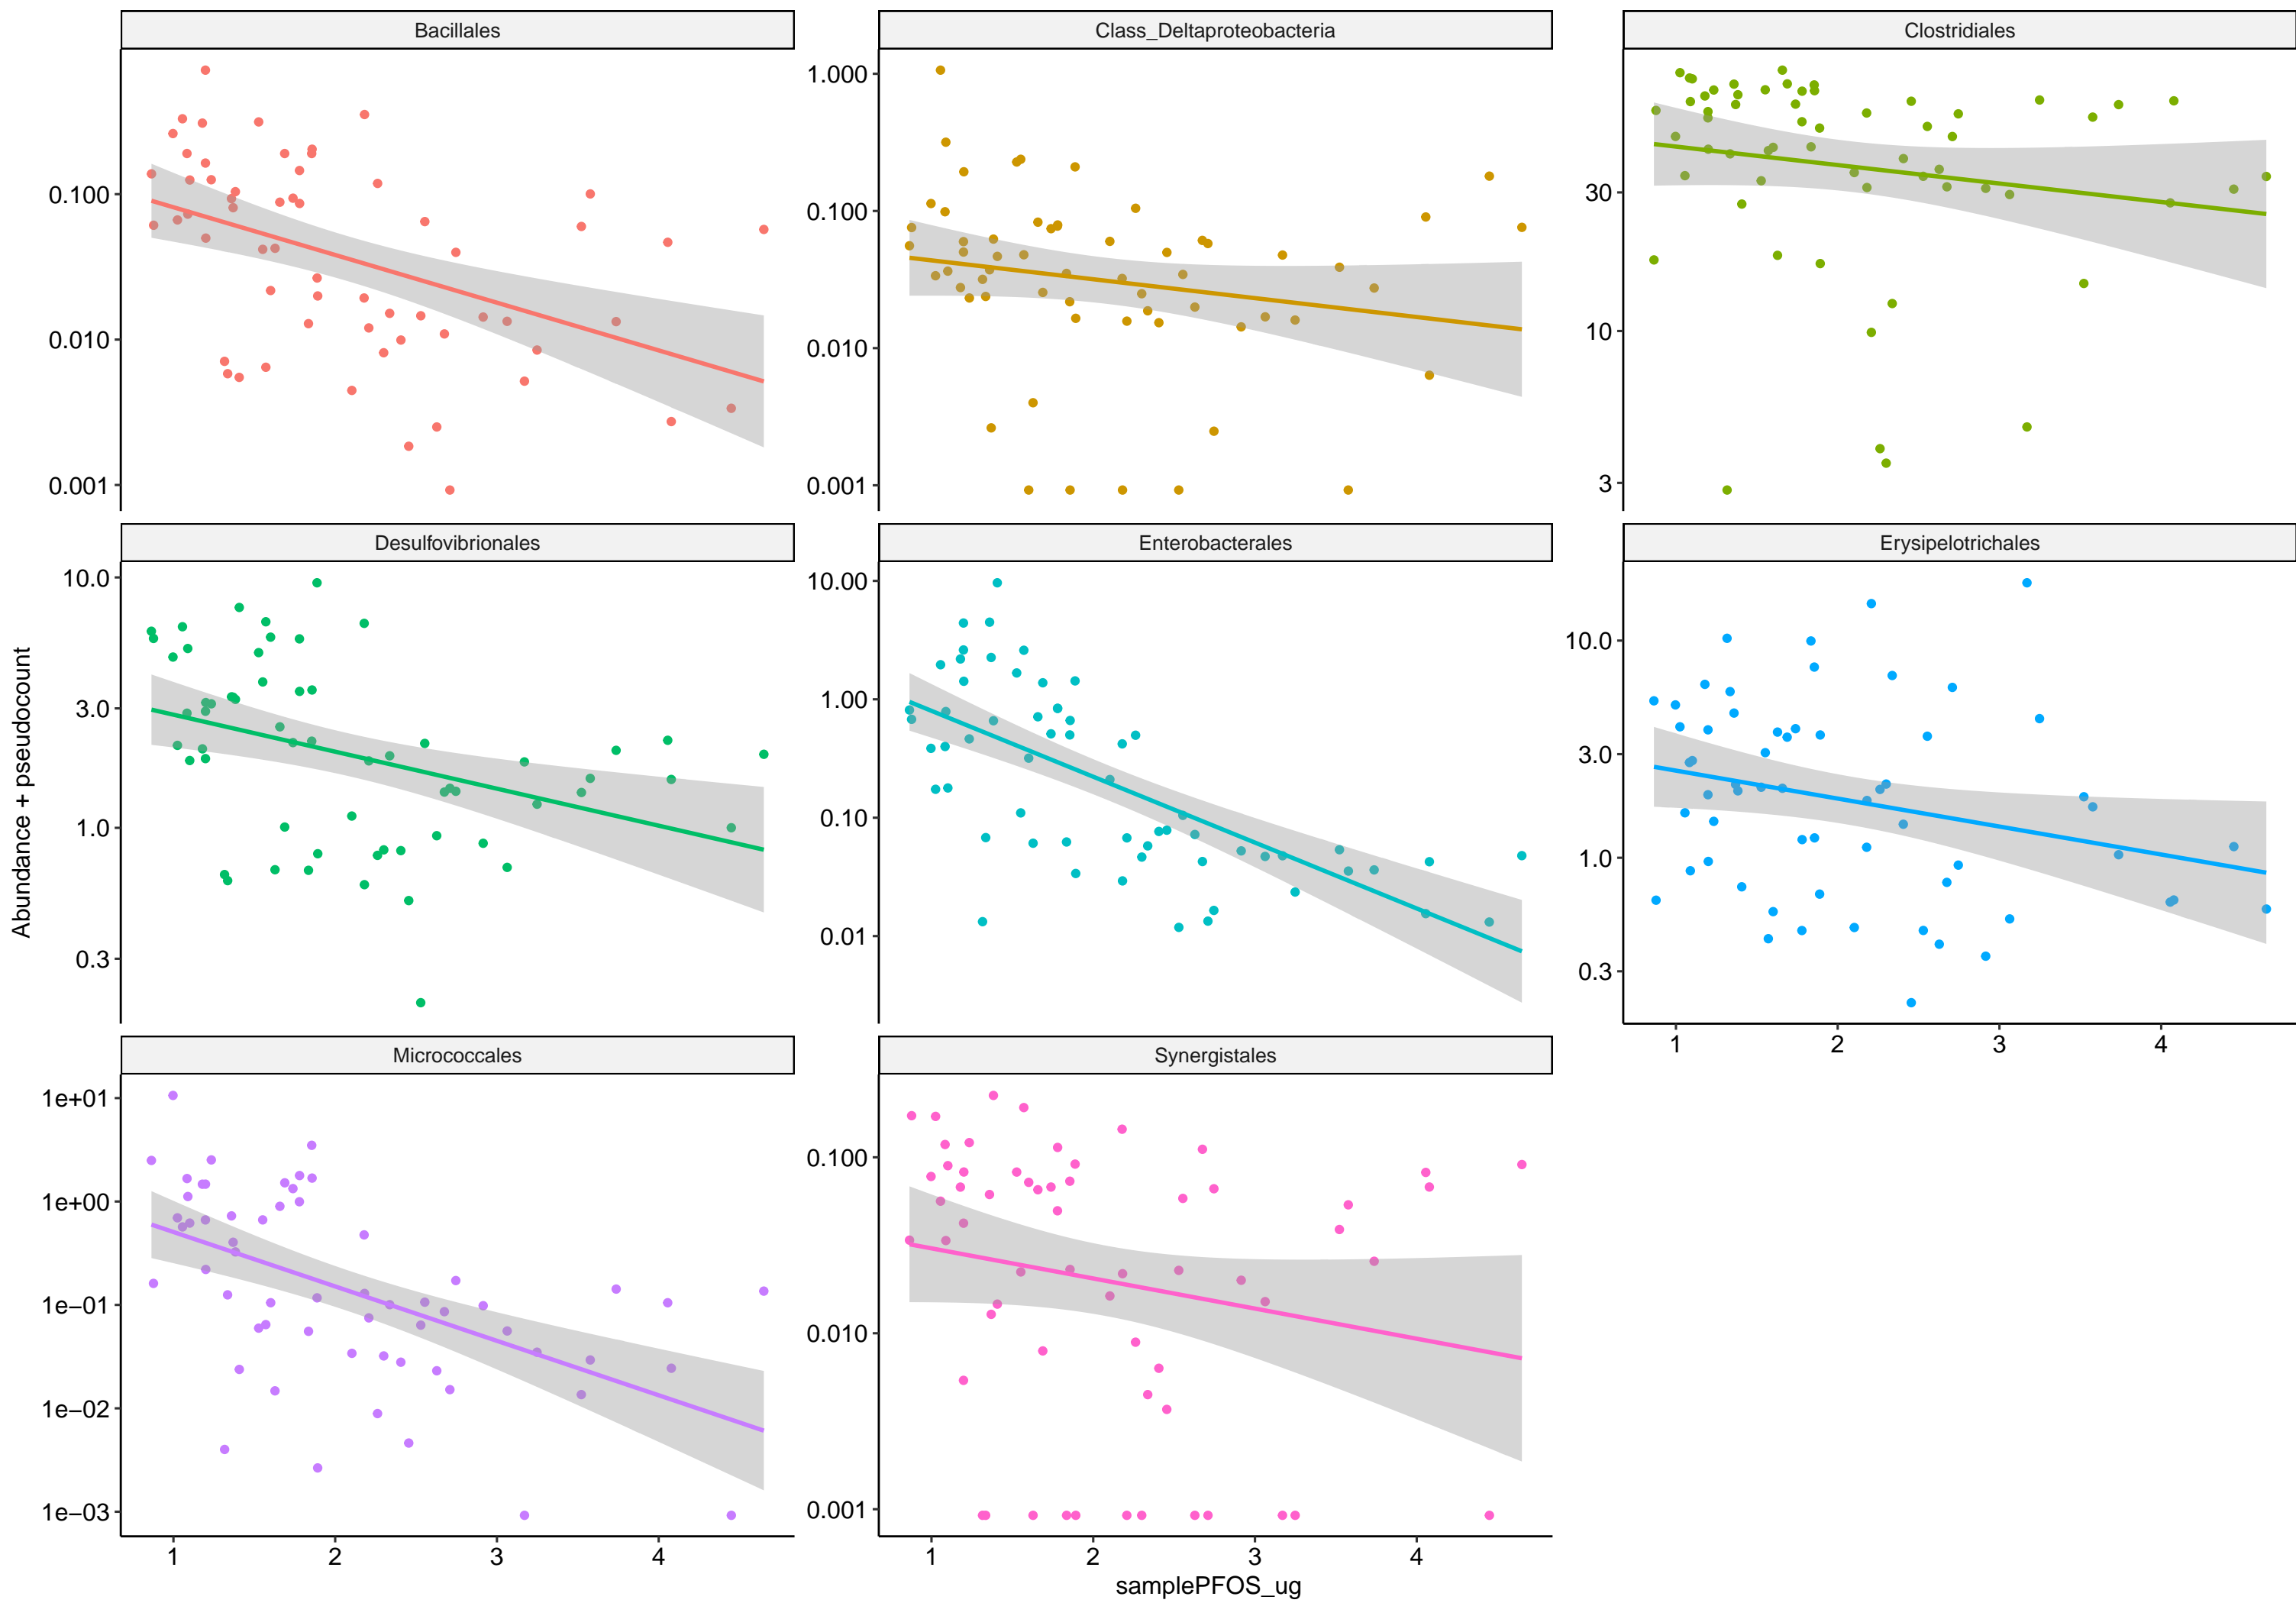 Bacillales
Class_Deltaproteobacteria
Clostridiales
0.100
0.010
0.001
1.000
0.100
0.010
0.001
30
10
3
Desulfovibrionales
Enterobacterales
Erysipelotrichales
10.0
3.0
1.0
0.3
10.00
1.00
0.10
0.01
10.0
3.0
1.0
0.3
1 2 3 4
Abundance + pseudocount
Micrococcales
Synergistales
1e+01
1e+00
1e−01
1e−02
1e−03
0.100
0.010
0.001
1 2 3 4
1 2 3 4
samplePFOS_ug